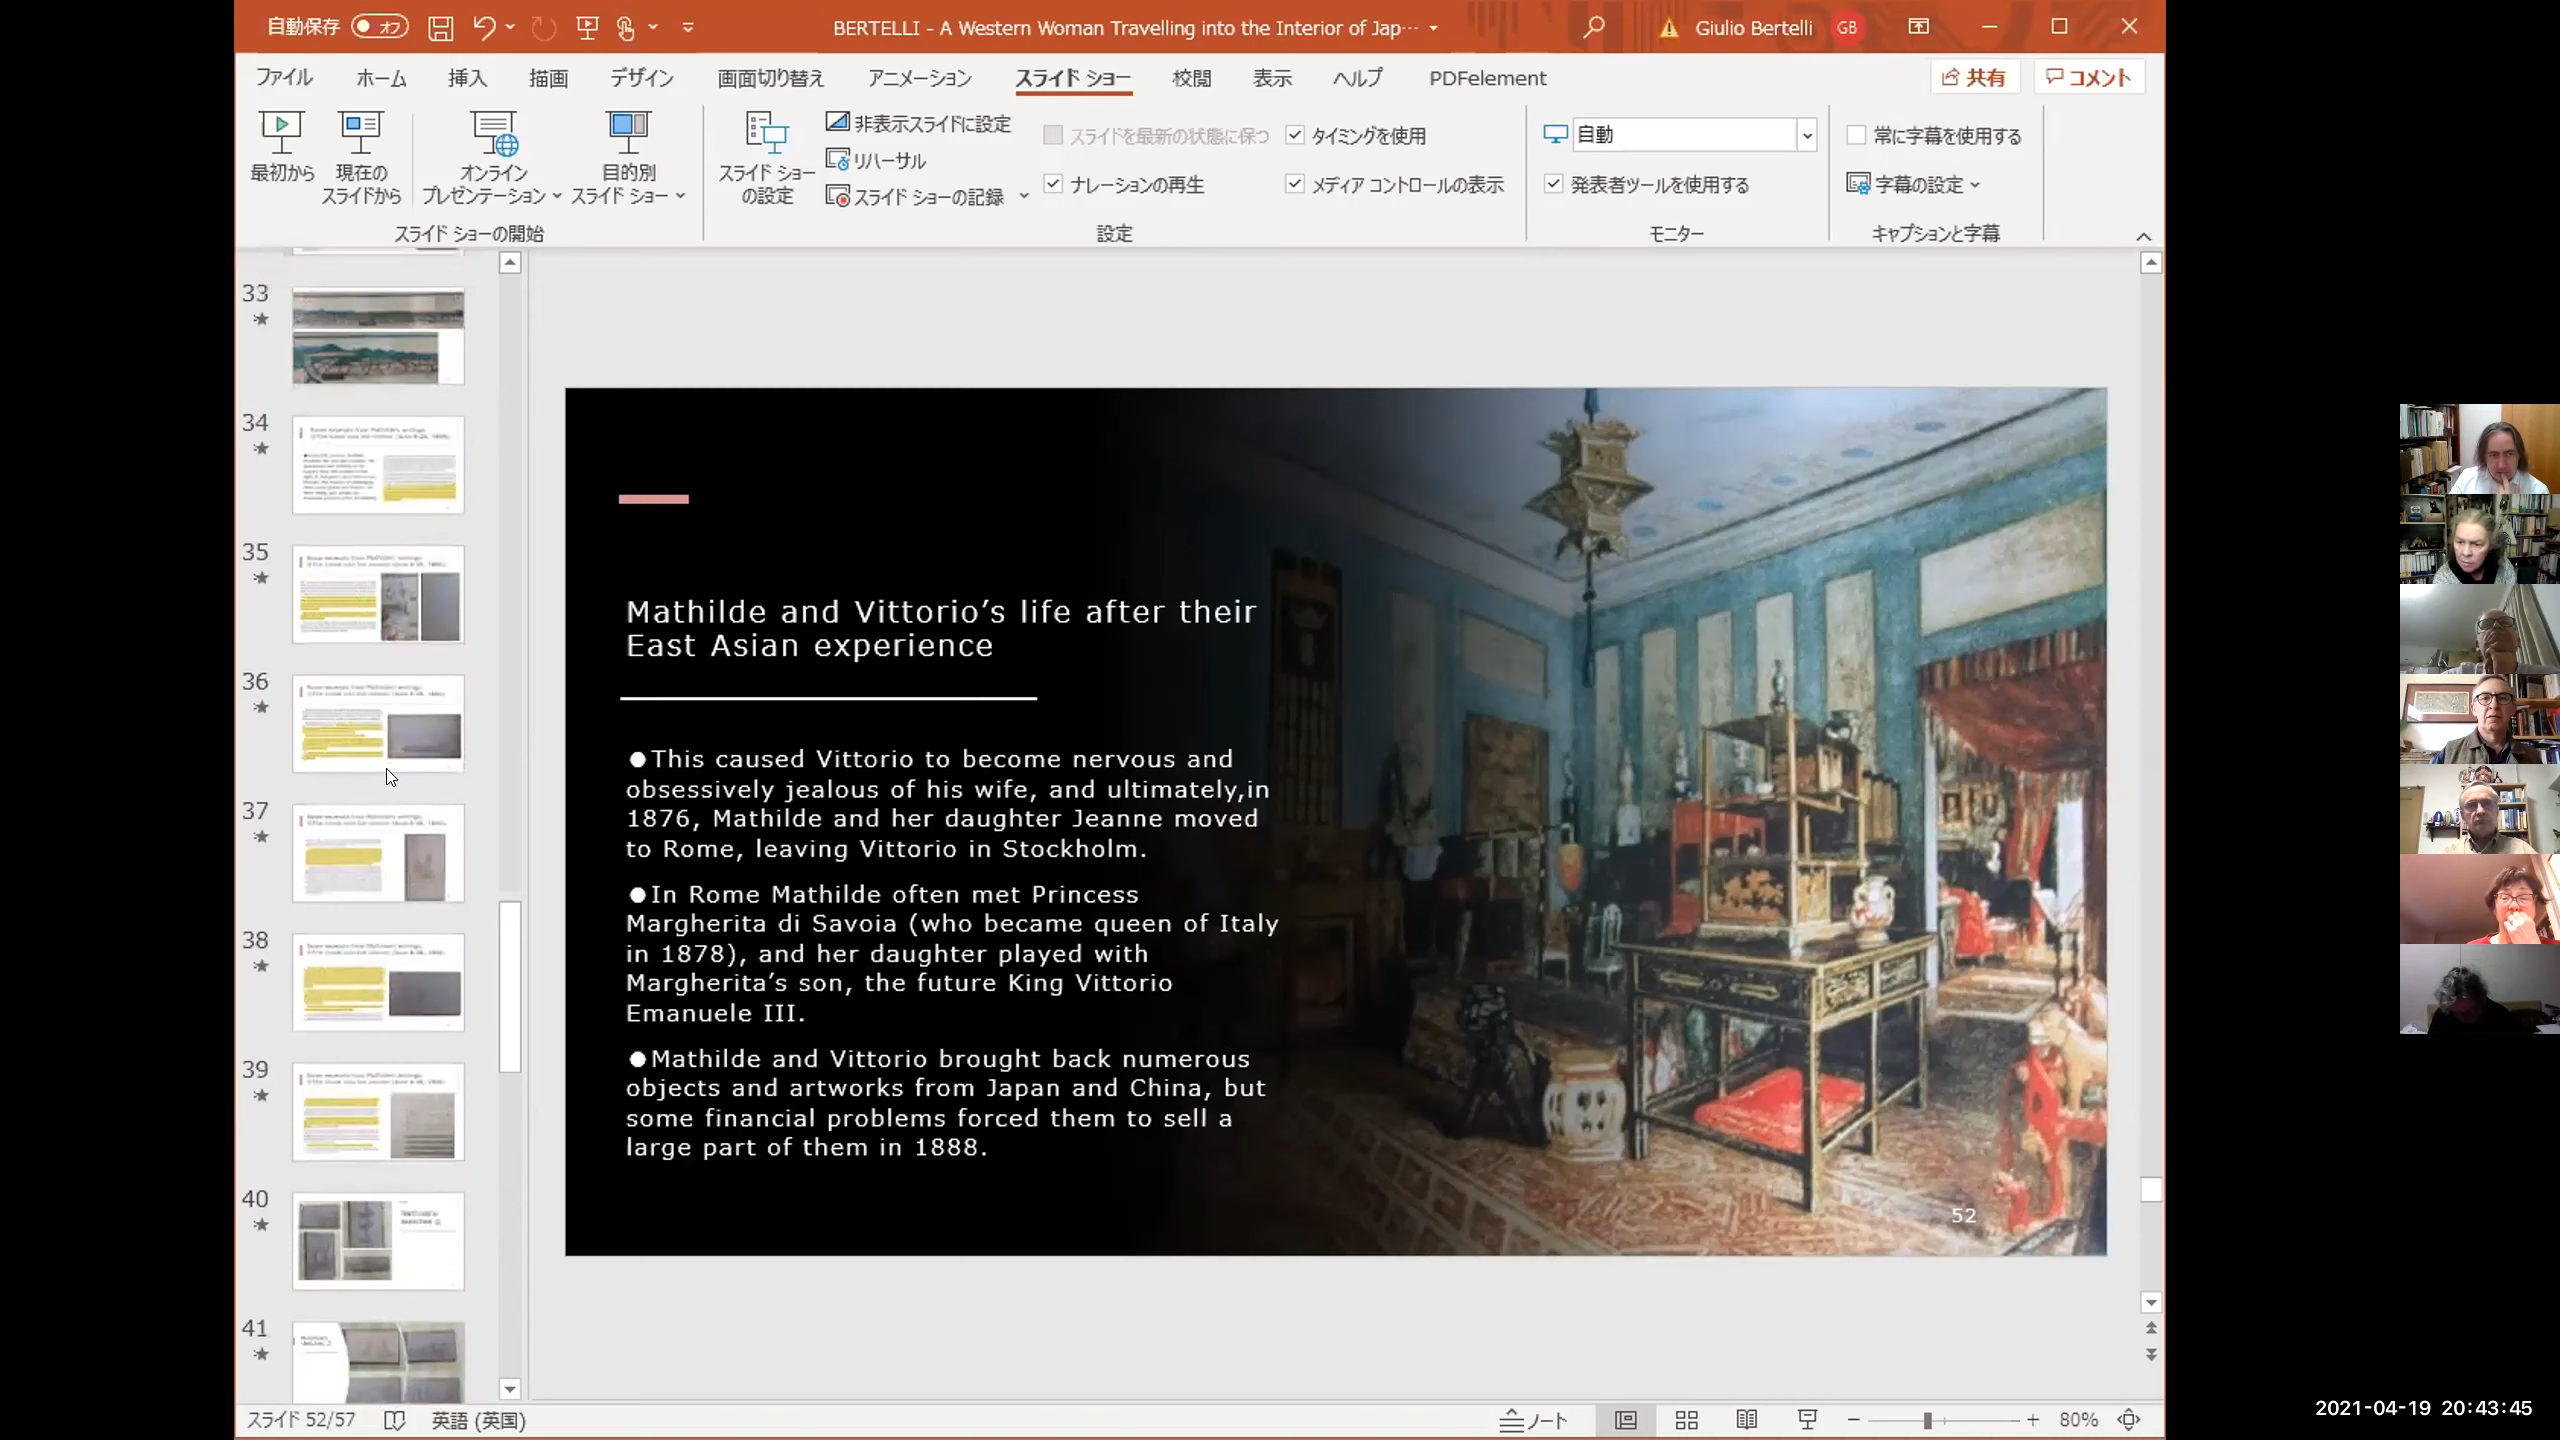 自動保存 オフ
BERTELLI - A Western Woman Travelling into the Interior of Jap…
Giulio Bertelli GB
ファイル ホーム 挿入 描画 デザイン 画面切り替え アニメーション スライド ショー 校閲 表示 ヘルプ PDFelement 共有 コメント
最初から
現在の
スライドから
オンライン
プレゼンテーション
目的別
スライド ショー
スライド ショーの開始
スライド ショー
の設定
非表示スライドに設定
リハーサル
スライド ショーの記録
スライドを最新の状態に保つ
ナレーションの再生
タイミングを使用
メディア コントロールの表示
設定
自動
発表者ツールを使用する
モニター
常に字幕を使用する
字幕の設定
キャプションと字幕
33
34
35
36
37
38
39
40
41
Mathilde and Vittorio’s life after their
East Asian experience
●This caused Vittorio to become nervous and
obsessively jealous of his wife, and ultimately,in
1876, Mathilde and her daughter Jeanne moved
to Rome, leaving Vittorio in Stockholm.
●In Rome Mathilde often met Princess
Margherita di Savoia (who became queen of Italy
in 1878), and her daughter played with
Margherita’s son, the future King Vittorio
Emanuele III.
●Mathilde and Vittorio brought back numerous
objects and artworks from Japan and China, but
some financial problems forced them to sell a
large part of them in 1888.
52
スライド 52/57 英語 (英国) ノート 80%
2021-04-19 20:43:45